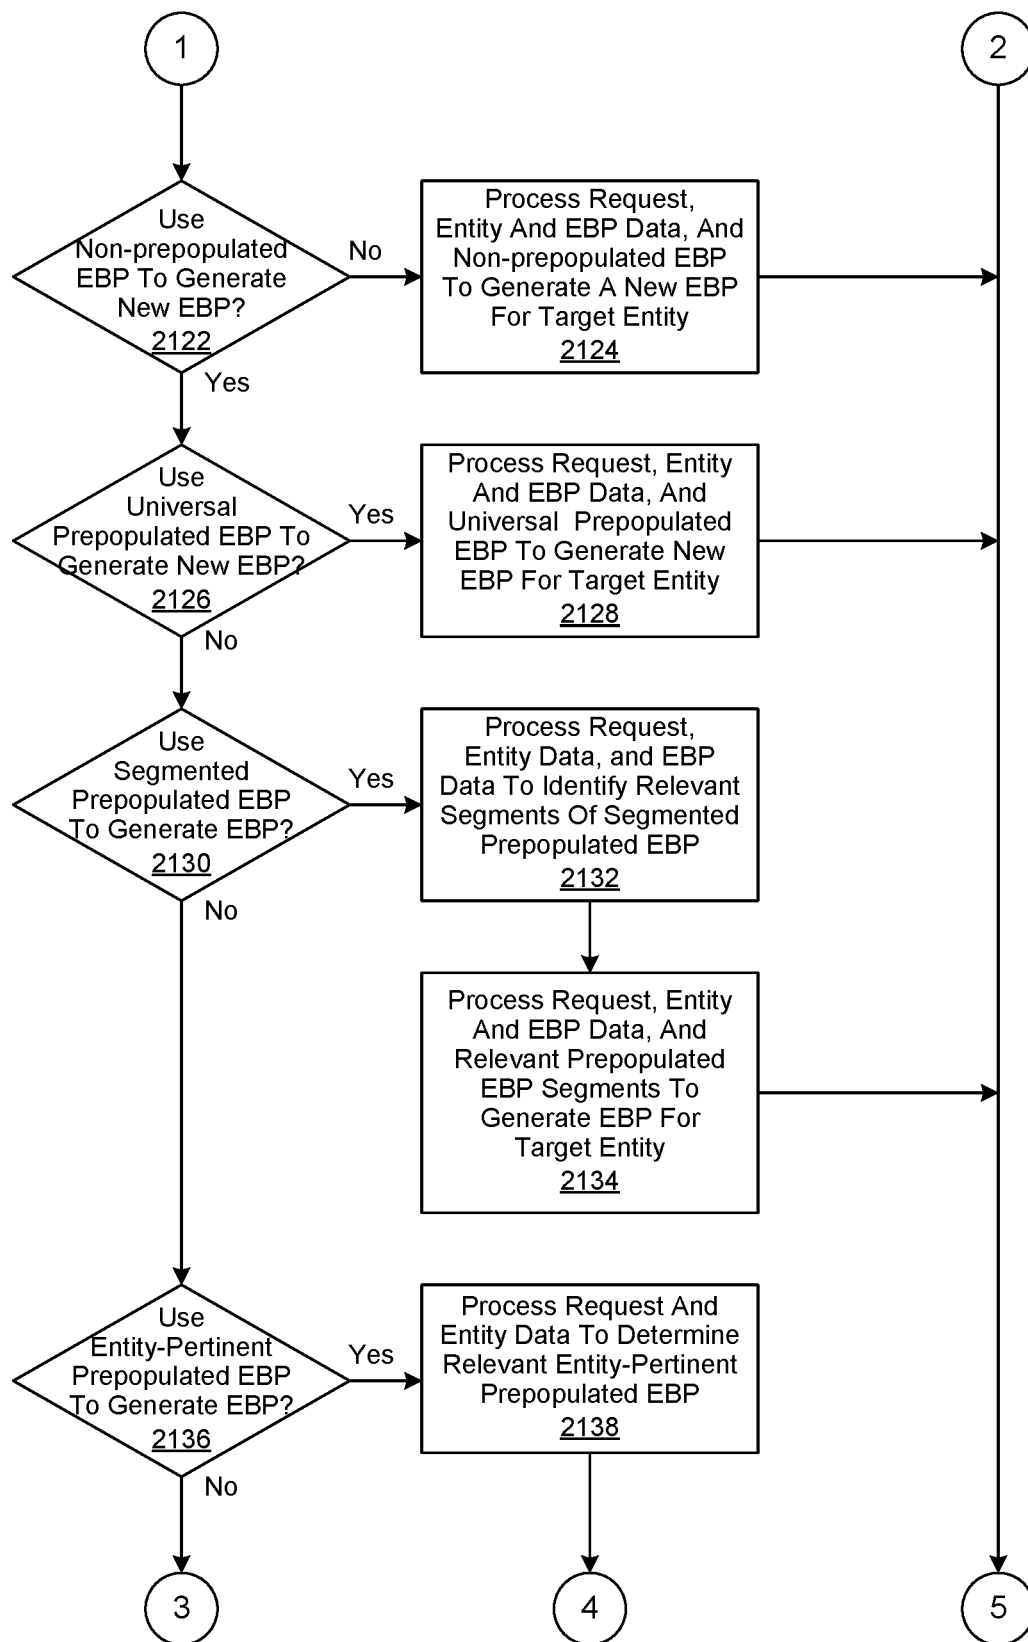 1
2
Use
Non-prepopulated
EBP To Generate
New EBP?
2122
No
Yes
Process Request,
Entity And EBP Data, And
Non-prepopulated EBP
To Generate A New EBP
For Target Entity
2124
Use
Universal
Prepopulated EBP To
Generate New EBP?
2126
Yes
No
Process Request, Entity
And EBP Data, And
Universal Prepopulated
EBP To Generate New
EBP For Target Entity
2128
Use
Segmented
Prepopulated EBP
To Generate EBP?
2130
Yes
No
Process Request,
Entity Data, and EBP
Data To Identify Relevant
Segments Of Segmented
Prepopulated EBP
2132
Process Request, Entity
And EBP Data, And
Relevant Prepopulated
EBP Segments To
Generate EBP For
Target Entity
2134
Use
Entity-Pertinent
Prepopulated EBP
To Generate EBP?
2136
Yes
No
Process Request And
Entity Data To Determine
Relevant Entity-Pertinent
Prepopulated EBP
2138
3
4
5